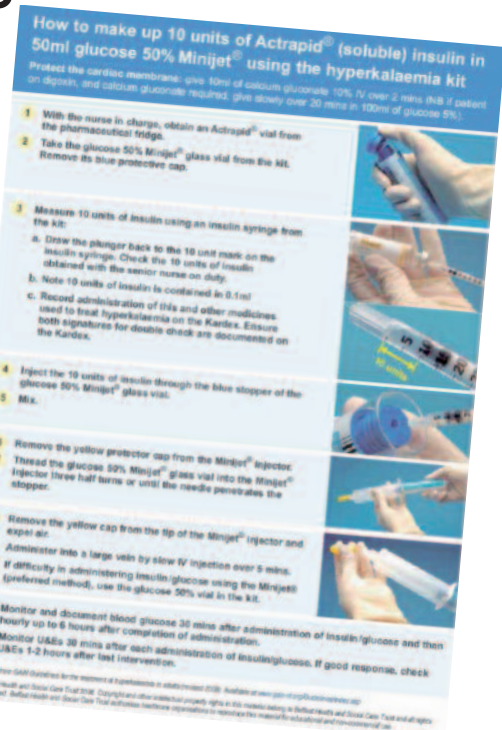 How to make up 10 units of Actrapid® (soluble) insulin in
50ml glucose 50% Minijet® using the hyperkalaemia kit
Protect the cardiac membrane: give 10ml of calcium gluconate 10% IV over 2 mins (NB if patient
on digoxin, and calcium gluconate required, give slowly over 20 mins in 100ml of glucose 5%).
1 With the nurse in charge, obtain an Actrapid® vial from
the pharmaceutical fridge.
2 Take the glucose 50% Minijet® glass vial from the kit.
Remove its blue protective cap.
3 Measure 10 units of insulin using an insulin syringe from
the kit:
a. Draw the plunger back to the 10 unit mark on the
insulin syringe. Check the 10 units of insulin
obtained with the senior nurse on duty.
b. Note 10 units of insulin is contained in 0.1ml
c. Record administration of this and other medicines
used to treat hyperkalaemia on the Kardex. Ensure
both signatures for double check are documented on
the Kardex.
10 units
4 Inject the 10 units of insulin through the blue stopper of the
glucose 50% Minijet® glass vial.
5 Mix.
Remove the yellow protector cap from the Minijet® Injector.
Thread the glucose 50% Minijet® glass vial into the Minijet®
Injector three half turns or until the needle penetrates the
stopper.
Remove the yellow cap from the tip of the Minijet® injector and
expel air.
Administer into a large vein by slow IV injection over 5 mins.
If difficulty in administering insulin/glucose using the Minijet®
(preferred method), use the glucose 50% vial in the kit.
Monitor and document blood glucose 30 mins after administration of insulin/glucose and then
hourly up to 6 hours after completion of administration.
Monitor U&Es 30 mins after each administration of insulin/glucose. If good response, check
U&Es 1-2 hours after last intervention.